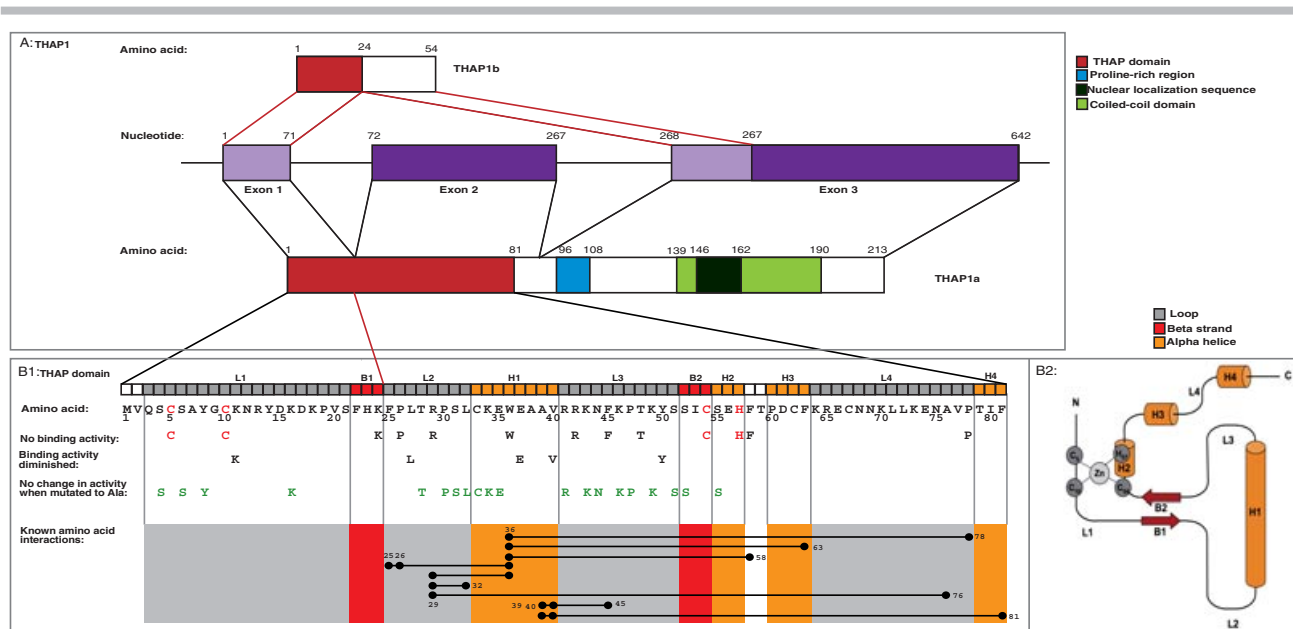 A: THAP1
Amino acid: 1 24 54
THAP1b
THAP domain
Proline-rich region
Nuclear localization sequence
Coiled-coil domain
Nucleotide: 1 71 72 267 268 267 642
Exon 1 Exon 2 Exon 3
Amino acid: 1 81 96 108 139 146 162 190 213
THAP1a
Loop
Beta strand
Alpha helice
B1: THAP domain
L1 B1 L2 H1 L3 B2 H2 H3 L4 H4
Amino acid: MVQSCSAYGCKNRYDKDKPVSFHKFPLTRPSLCKEWEAAVRRKNFKPTKYSSICSEHFTPDCFKRECNNKLLKENAVPTIF
1 5 10 15 20 25 30 35 40 45 50 55 60 65 70 75 80
No binding activity: C C K P R W R F T C H F P
Binding activity
diminished: K L E V Y
No change in activity
when mutated to Ala: S S Y K T PSLCKE R KN KP K SS S
Known amino acid
interactions:
36
78
63
25 26 58
32
29 76
39 40 45
81
B2:
H4 C
L4
H3
N
L3
H2
Zn
B2
H1
L1 B1
L2